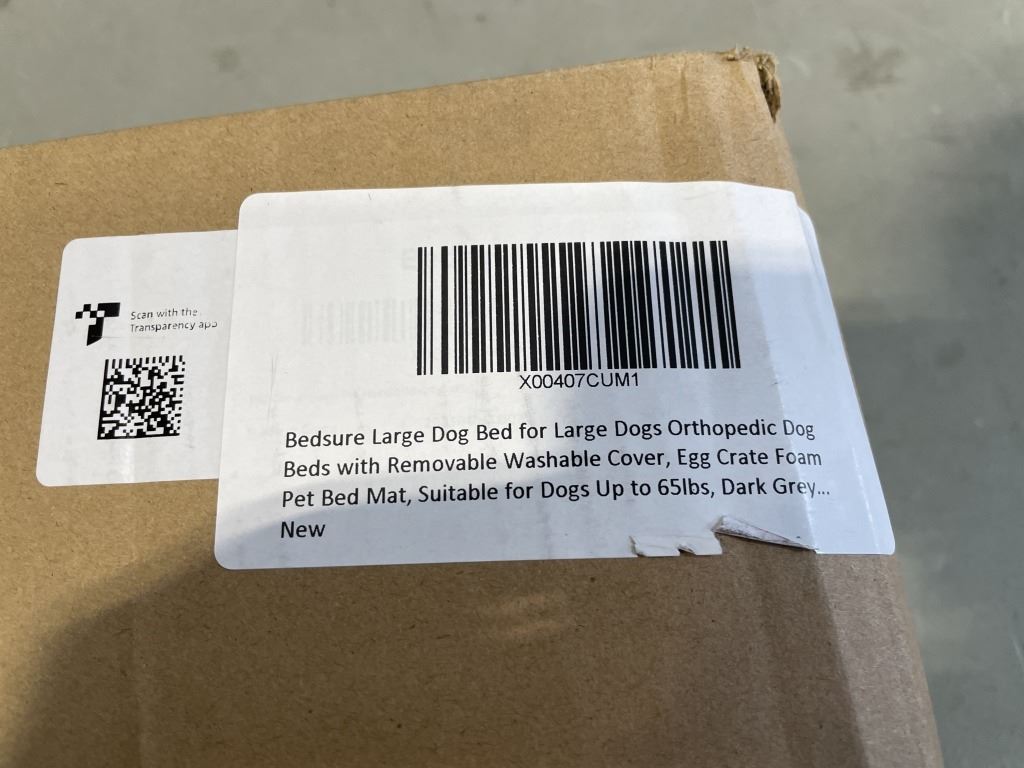 Scan with the
Transparency app
X00407CUM1
Bedsure Large Dog Bed for Large Dogs Orthopedic Dog
Beds with Removable Washable Cover, Egg Crate Foam
Pet Bed Mat, Suitable for Dogs Up to 65lbs, Dark Grey...
New